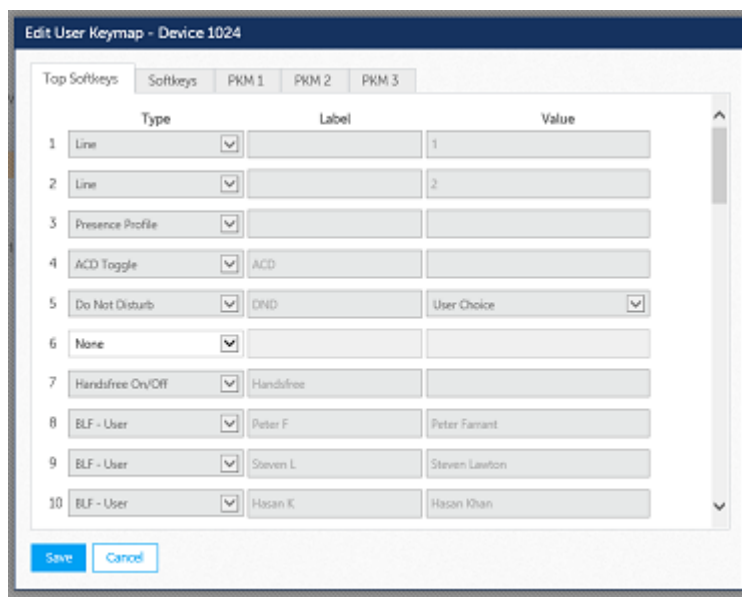 Edit User Keymap - Device 1024
Top Softkeys Softkeys PKM 1 PKM 2 PKM 3
Type Label Value
1 Line 1
2 Line 2
3 Presence Profile
4 ACD Toggle ACD
5 Do Not Disturb DND User Choice
6 None
7 Handsfree On/Off Handsfree
8 BLF - User Peter F Peter Farrant
9 BLF - User Steven L Steven Lawton
10 BLF - User Hasan K Hasan Khan
Save Cancel